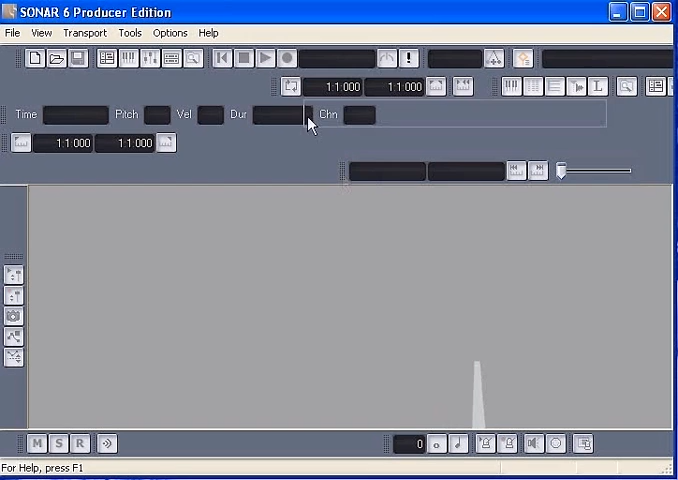 SONAR 6 Producer Edition
File View Transport Tools Options Help
1:1:000 1:1:000 L
Time Pitch Vel Dur Chn
1:1:000 1:1:000
M S R 0
For Help, press F1